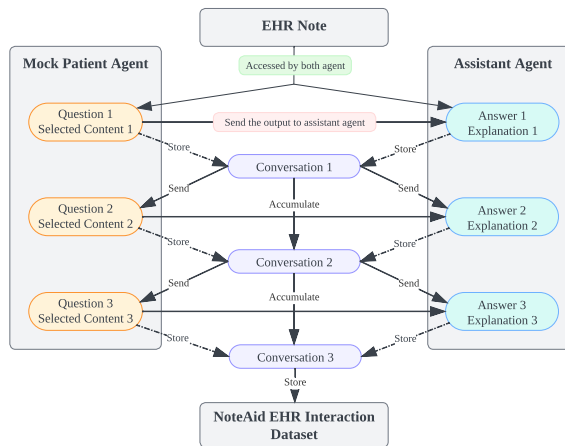 EHR Note
Accessed by both agent
Mock Patient Agent
Assistant Agent
Question 1
Selected Content 1
Send the output to assistant agent
Answer 1
Explanation 1
Store
Store
Conversation 1
Send
Send
Accumulate
Question 2
Selected Content 2
Answer 2
Explanation 2
Store
Store
Conversation 2
Send
Send
Accumulate
Question 3
Selected Content 3
Answer 3
Explanation 3
Store
Store
Conversation 3
Store
NoteAid EHR Interaction
Dataset